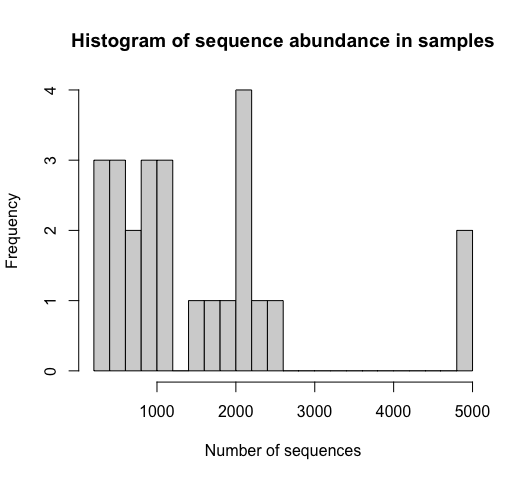 Histogram of sequence abundance in samples
Frequency
4
3
2
1
0
1000 2000 3000 4000 5000
Number of sequences